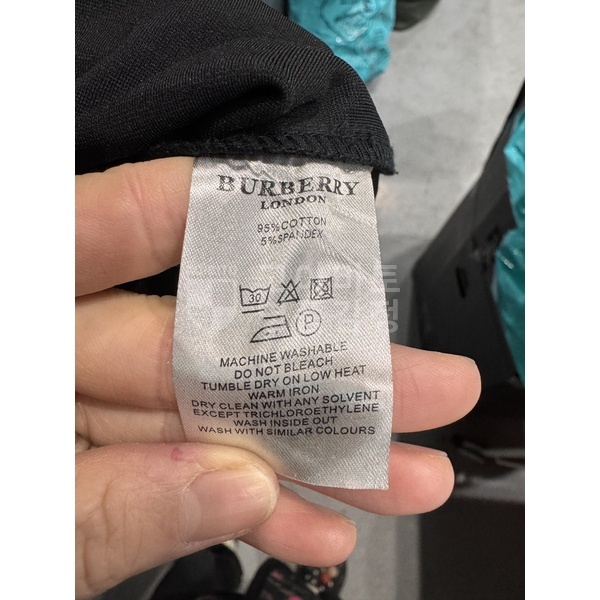 BURBERRY
LONDON
95%COTTON
5%SPANDEX
30
P
MACHINE WASHABLE
DO NOT BLEACH
TUMBLE DRY ON LOW HEAT
WARM IRON
DRY CLEAN WITH ANY SOLVENT
EXCEPT TRICHLOROETHYLENE
WASH INSIDE OUT
WASH WITH SIMILAR COLOURS